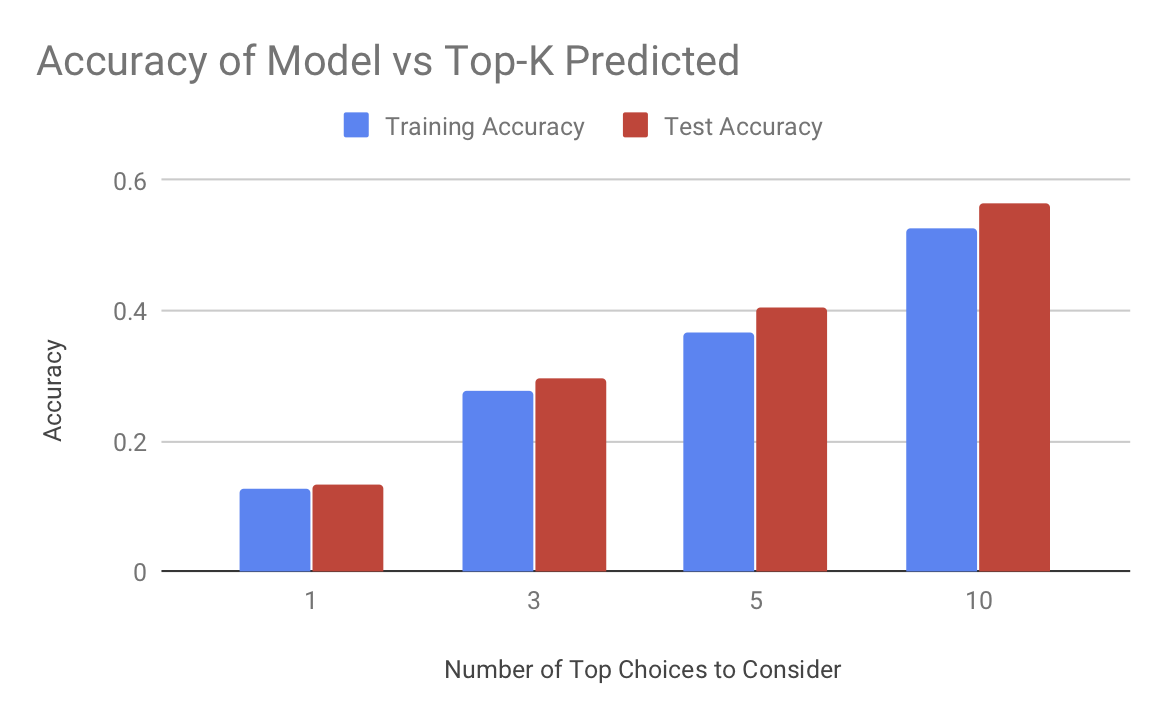 Accuracy of Model vs Top-K Predicted
Training Accuracy Test Accuracy
0.6
0.4
0.2
0
Accuracy
1 3 5 10
Number of Top Choices to Consider